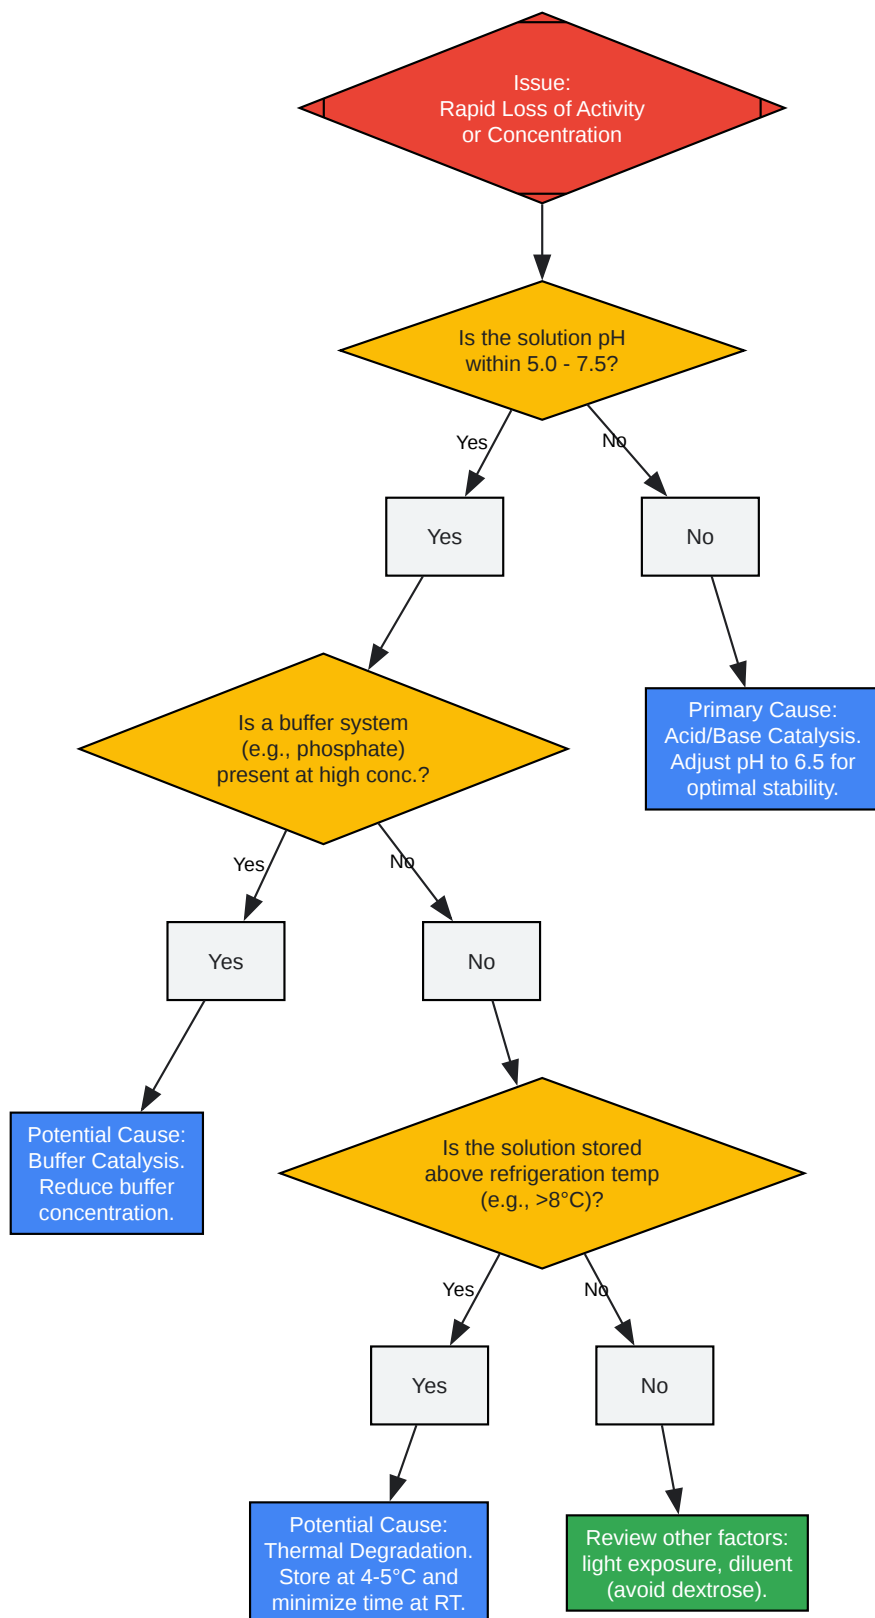 Issue:
Rapid Loss of Activity
or Concentration
Is the solution pH
within 5.0 - 7.5?
Yes
No
Yes
No
Is a buffer system
(e.g., phosphate)
present at high conc.?
Primary Cause:
Acid/Base Catalysis.
Adjust pH to 6.5 for
optimal stability.
Yes
No
Yes
No
Potential Cause:
Buffer Catalysis.
Reduce buffer
concentration.
Is the solution stored
above refrigeration temp
(e.g., >8°C)?
Yes
No
Yes
No
Potential Cause:
Thermal Degradation.
Store at 4-5°C and
minimize time at RT.
Review other factors:
light exposure, diluent
(avoid dextrose).